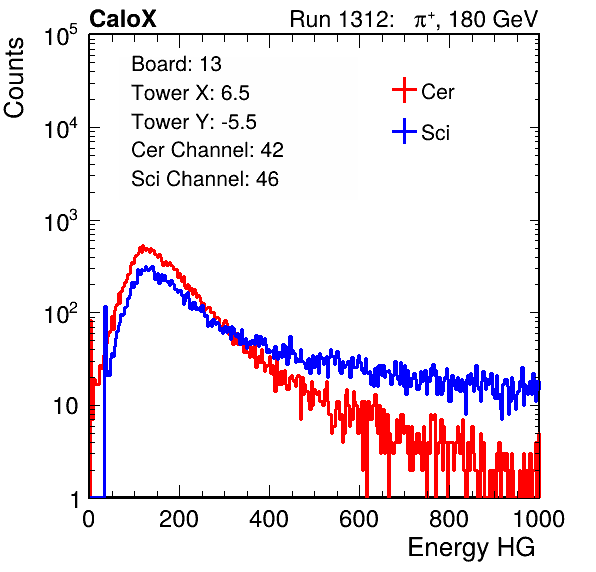 CaloX Run 1312: π⁺, 180 GeV
Counts
Board: 13
Tower X: 6.5
Tower Y: -5.5
Cer Channel: 42
Sci Channel: 46
Cer
Sci
10⁵
10⁴
10³
10²
10
1
0 200 400 600 800 1000
Energy HG